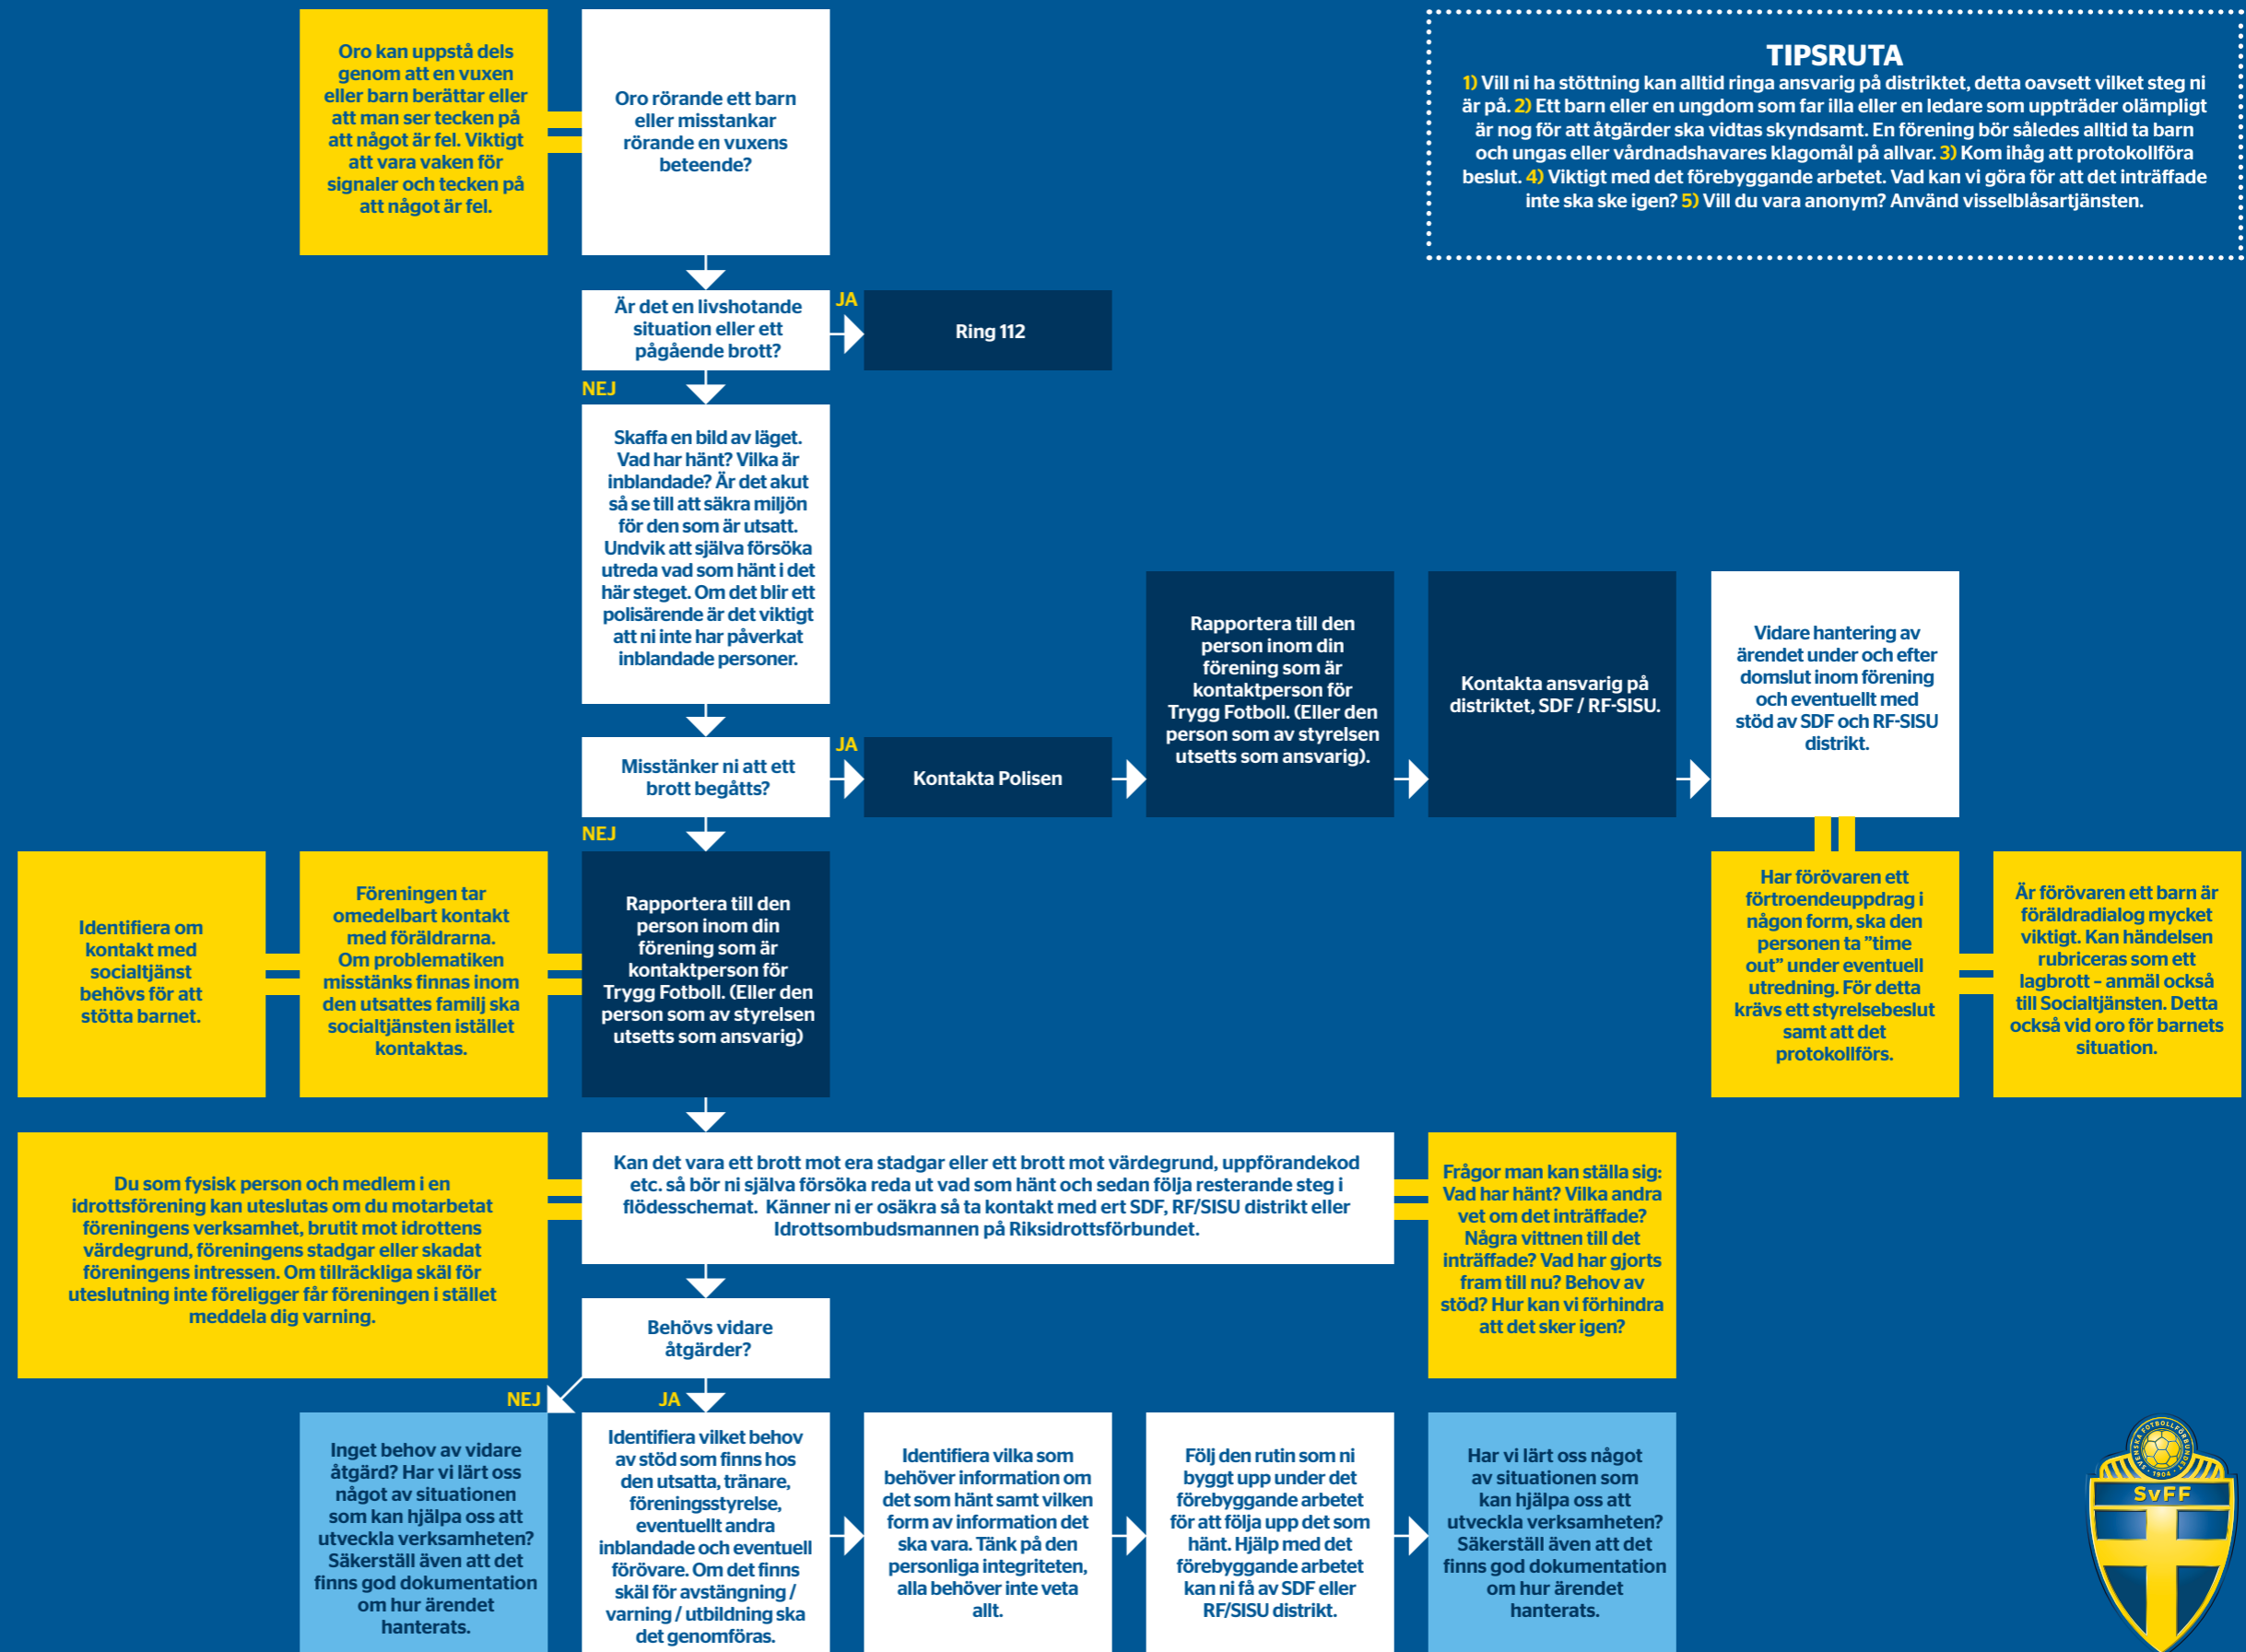 Oro kan uppstå dels
genom att en vuxen
eller barn berättar eller
att man ser tecken på
att något är fel. Viktigt
att vara vaken för
signaler och tecken på
att något är fel.
Oro rörande ett barn
eller misstankar
rörande en vuxens
beteende?
TIPSRUTA
1) Vill ni ha stöttning kan alltid ringa ansvarig på distriktet, detta oavsett vilket steg ni
är på. 2) Ett barn eller en ungdom som far illa eller en ledare som uppträder olämpligt
är nog för att åtgärder ska vidtas skyndsamt. En förening bör således alltid ta barn
och ungas eller vårdnadshavares klagomål på allvar. 3) Kom ihåg att protokollföra
beslut. 4) Viktigt med det förebyggande arbetet. Vad kan vi göra för att det inträffade
inte ska ske igen? 5) Vill du vara anonym? Använd visselblåsartjänsten.
Är det en livshotande
situation eller ett
pågående brott?
JA
Ring 112
NEJ
Skaffa en bild av läget.
Vad har hänt? Vilka är
inblandade? Är det akut
så se till att säkra miljön
för den som är utsatt.
Undvik att själva försöka
utreda vad som hänt i det
här steget. Om det blir ett
polisärende är det viktigt
att ni inte har påverkat
inblandade personer.
Misstänker ni att ett
brott begåtts?
JA
Kontakta Polisen
Rapportera till den
person inom din
förening som är
kontaktperson för
Trygg Fotboll. (Eller den
person som av styrelsen
utsetts som ansvarig).
Kontakta ansvarig på
distriktet, SDF / RF-SISU.
Vidare hantering av
ärendet under och efter
domslut inom förening
och eventuellt med
stöd av SDF och RF-SISU
distrikt.
NEJ
Identifiera om
kontakt med
socialtjänst
behövs för att
stötta barnet.
Föreningen tar
omedelbart kontakt
med föräldrarna.
Om problematiken
misstänks finnas inom
den utsattes familj ska
socialtjänsten istället
kontaktas.
Rapportera till den
person inom din
förening som är
kontaktperson för
Trygg Fotboll. (Eller den
person som av styrelsen
utsetts som ansvarig)
Har förövaren ett
förtroendeuppdrag i
någon form, ska den
personen ta ”time
out” under eventuell
utredning. För detta
krävs ett styrelsebeslut
samt att det
protokollförs.
Är förövaren ett barn är
föräldradialog mycket
viktigt. Kan händelsen
rubriceras som ett
lagbrott – anmäl också
till Socialtjänsten. Detta
också vid oro för barnets
situation.
Du som fysisk person och medlem i en
idrottsförening kan uteslutas om du motarbetat
föreningens verksamhet, brutit mot idrottens
värdegrund, föreningens stadgar eller skadat
föreningens intressen. Om tillräckliga skäl för
uteslutning inte föreligger får föreningen i stället
meddela dig varning.
Kan det vara ett brott mot era stadgar eller ett brott mot värdegrund, uppförandekod
etc. så bör ni själva försöka reda ut vad som hänt och sedan följa resterande steg i
flödesschemat. Känner ni er osäkra så ta kontakt med ert SDF, RF/SISU distrikt eller
Idrottsombudsmannen på Riksidrottsförbundet.
Frågor man kan ställa sig:
Vad har hänt? Vilka andra
vet om det inträffade?
Några vittnen till det
inträffade? Vad har gjorts
fram till nu? Behov av
stöd? Hur kan vi förhindra
att det sker igen?
Behövs vidare
åtgärder?
NEJ
JA
Inget behov av vidare
åtgärd? Har vi lärt oss
något av situationen
som kan hjälpa oss att
utveckla verksamheten?
Säkerställ även att det
finns god dokumentation
om hur ärendet
hanterats.
Identifiera vilket behov
av stöd som finns hos
den utsatta, tränare,
föreningsstyrelse,
eventuellt andra
inblandade och eventuell
förövare. Om det finns
skäl för avstängning /
varning / utbildning ska
det genomföras.
Identifiera vilka som
behöver information om
det som hänt samt vilken
form av information det
ska vara. Tänk på den
personliga integriteten,
alla behöver inte veta
allt.
Följ den rutin som ni
byggt upp under det
förebyggande arbetet
för att följa upp det som
hänt. Hjälp med det
förebyggande arbetet
kan ni få av SDF eller
RF/SISU distrikt.
Har vi lärt oss något
av situationen som
kan hjälpa oss att
utveckla verksamheten?
Säkerställ även att det
finns god dokumentation
om hur ärendet
hanterats.
SVENSKA FOTBOLLFÖRBUNDET
1904
SvFF